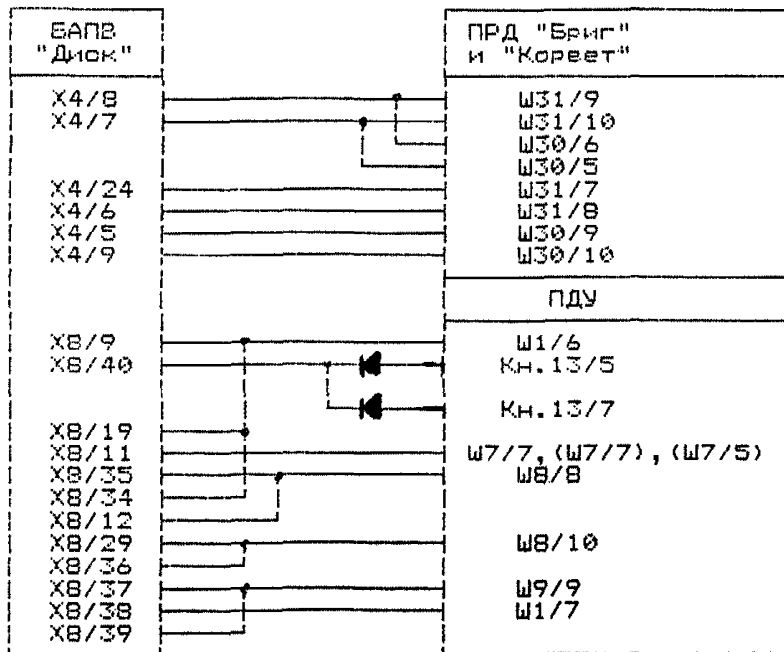 БАПВ
"Диск"
ПРД "Бриг"
и "Кореет"
Х4/8
Ш31/9
Х4/7
Ш31/10
Ш30/6
Ш30/5
Х4/24
Ш31/7
Х4/6
Ш31/8
Х4/5
Ш30/9
Х4/9
Ш30/10
ПДУ
Х8/9
Ш1/6
Х8/40
Кн.13/5
Кн.13/7
Х8/19
Х8/11
Ш7/7,(Ш7/7),(Ш7/5)
Х8/35
Ш8/8
Х8/34
Х8/12
Х8/29
Ш8/10
Х8/36
Х8/37
Ш9/9
Х8/38
Ш1/7
Х8/39